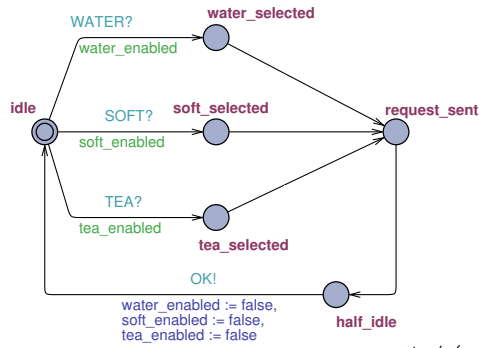 water_selected
WATER?
water_enabled
idle
SOFT?
soft_selected
request_sent
soft_enabled
TEA?
tea_enabled
tea_selected
OK!
water_enabled := false,
soft_enabled := false,
tea_enabled := false
half_idle